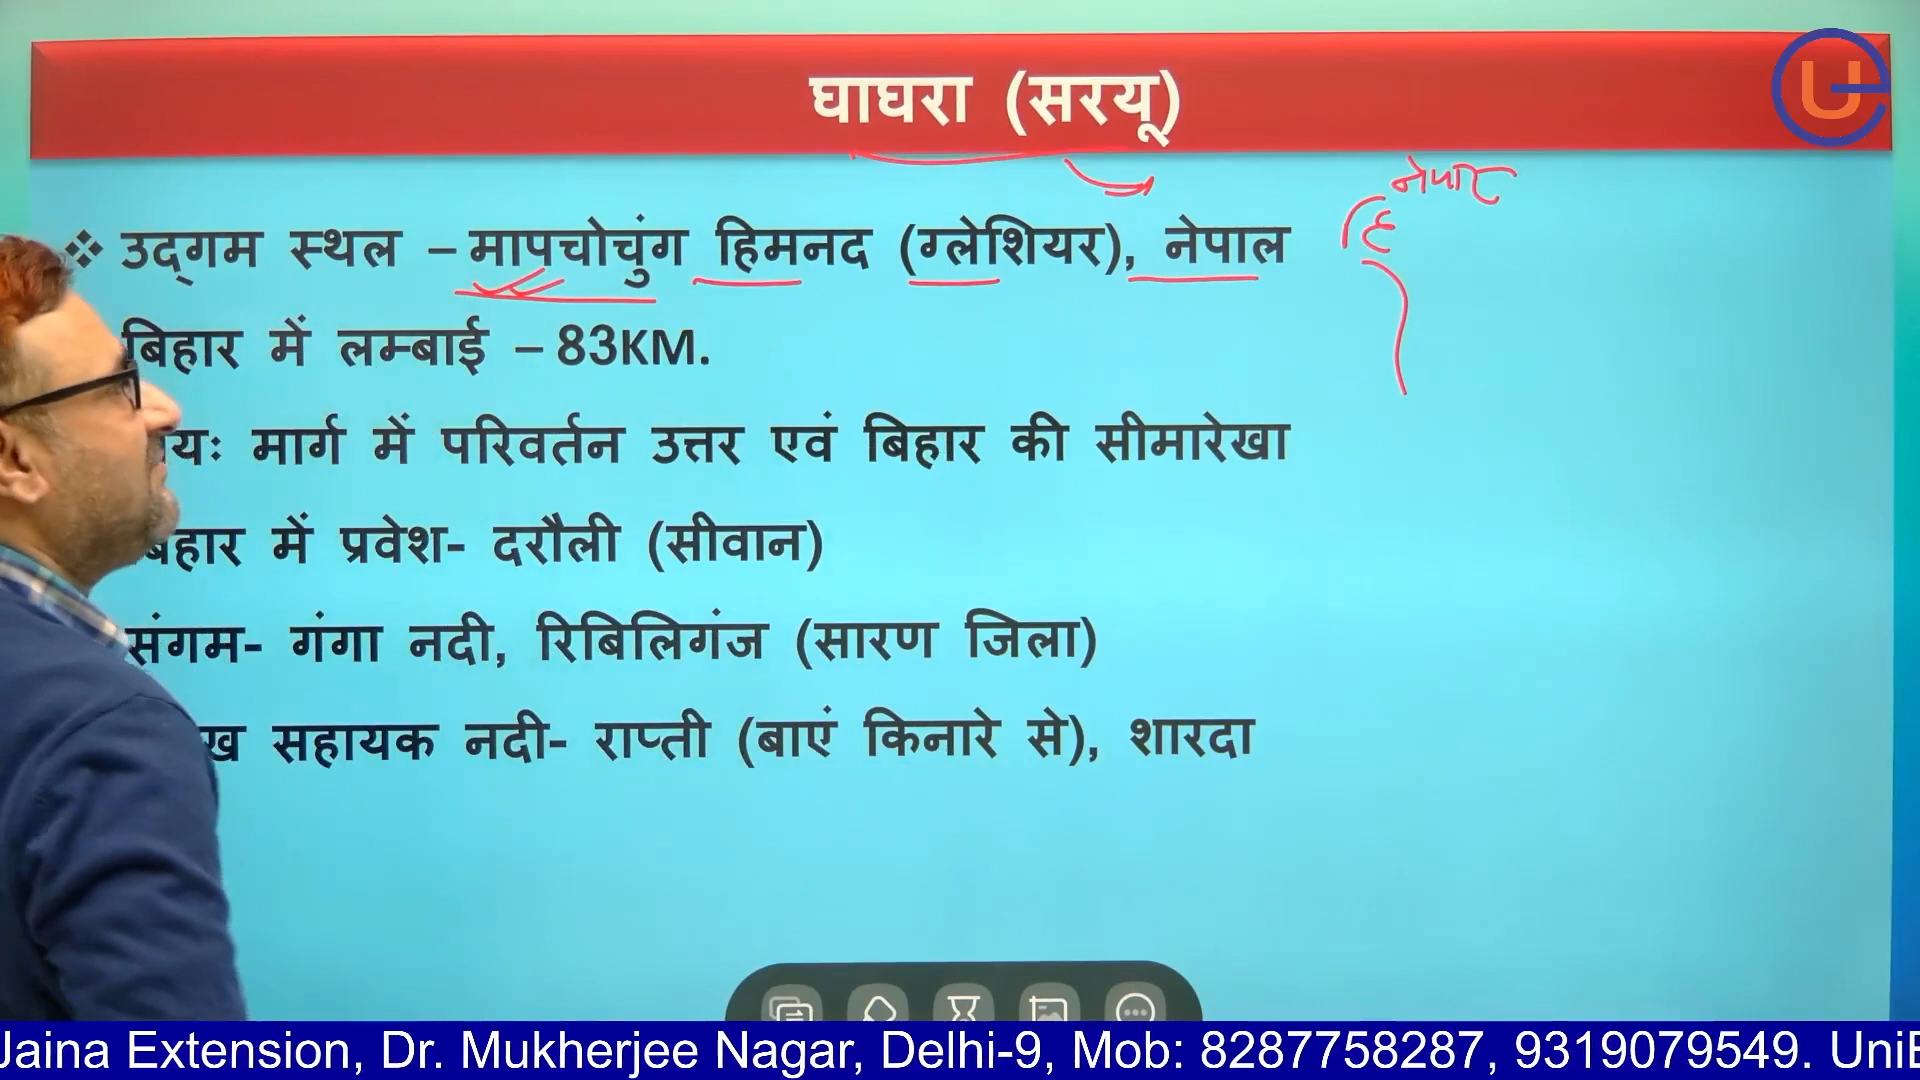 घाघरा (सरयू)
नेपाल
उद्गम स्थल – मापचोचुंग हिमनद (ग्लेशियर), नेपाल
हि
बिहार में लम्बाई – 83KM.
मार्ग में परिवर्तन उत्तर एवं बिहार की सीमारेखा
में प्रवेश- दरौली (सीवान)
संगम- गंगा नदी, रिबिलिगंज (सारण जिला)
सहायक नदी- राप्ती (बाएं किनारे से), शारदा
Jaina Extension, Dr. Mukherjee Nagar, Delhi-9, Mob: 8287758287, 9319079549.